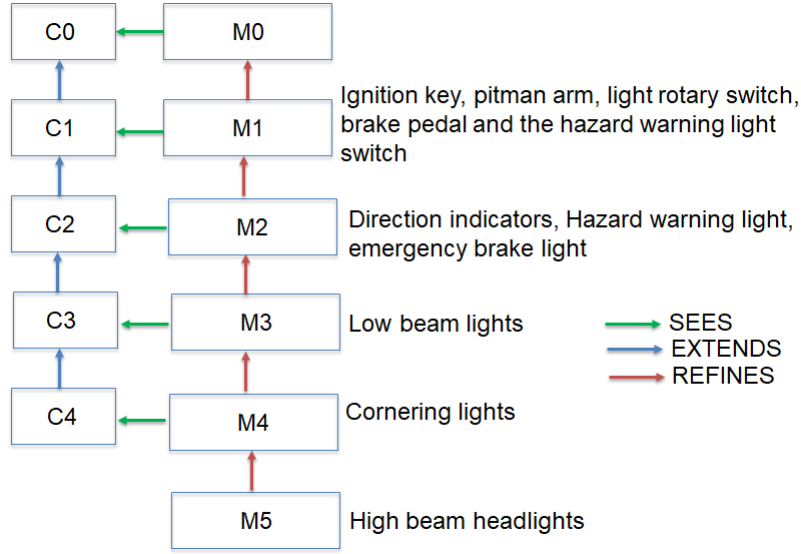 C0
M0
C1
M1
Ignition key, pitman arm, light rotary switch,
brake pedal and the hazard warning light
switch
C2
M2
Direction indicators, Hazard warning light,
emergency brake light
C3
M3
Low beam lights
SEES
EXTENDS
REFINES
C4
M4
Cornering lights
M5
High beam headlights